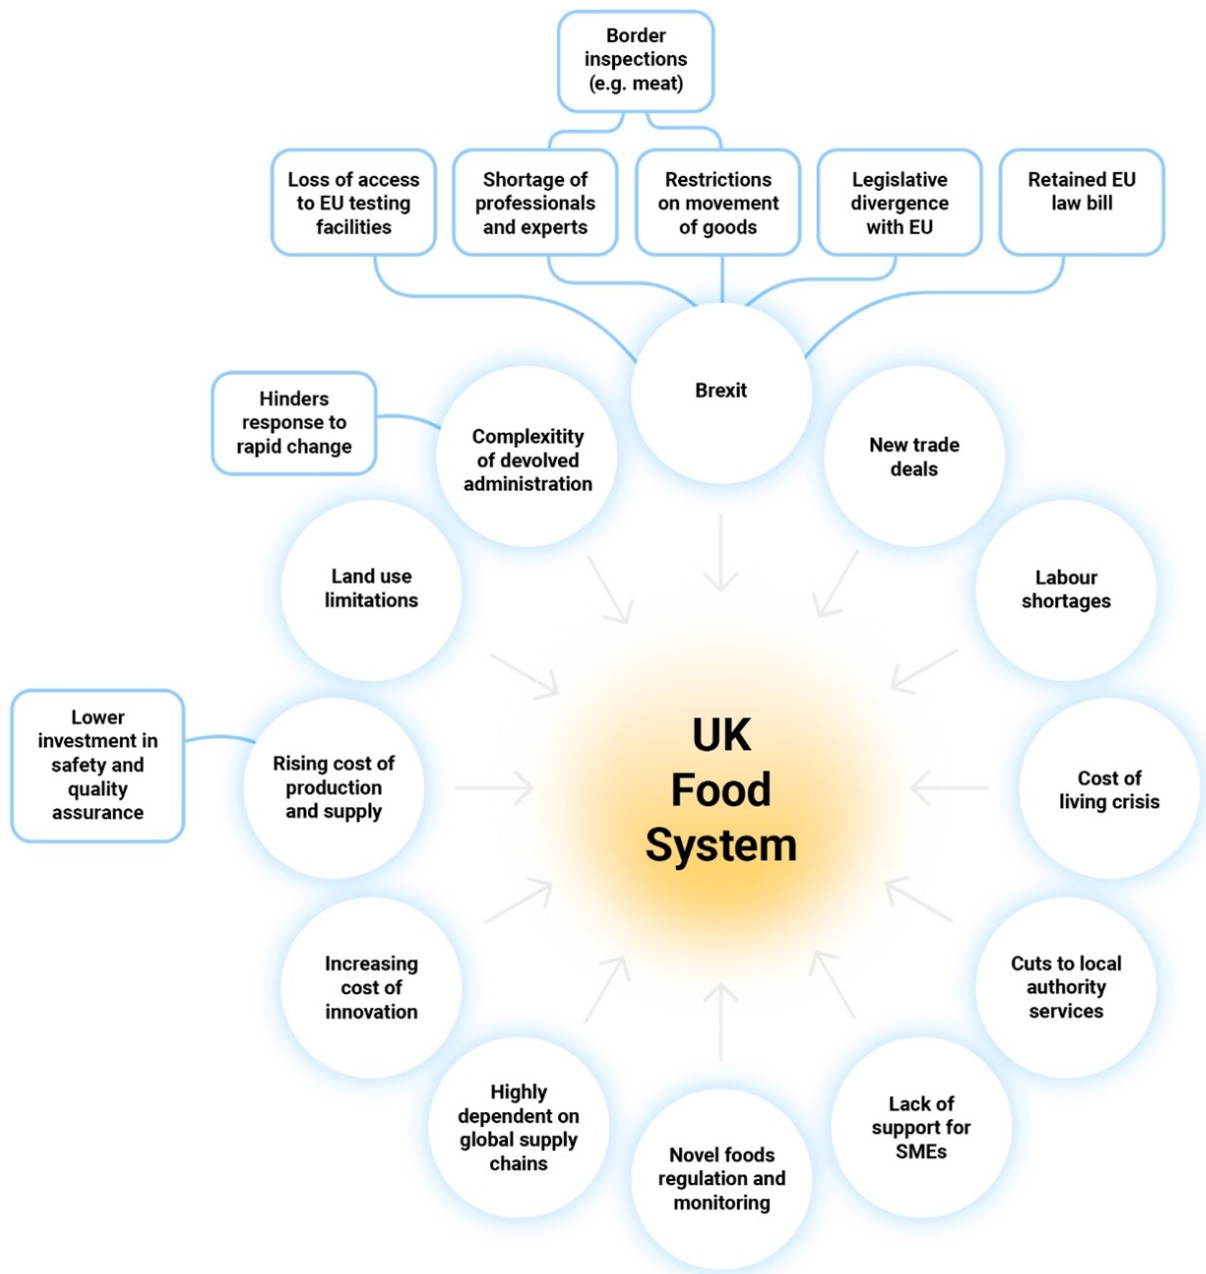 Border
inspections
(e.g. meat)
Loss of access
to EU testing
facilities
Shortage of
professionals
and experts
Restrictions
on movement
of goods
Legislative
divergence
with EU
Retained EU
law bill
Brexit
Hinders
response to
rapid change
Complexitity
of devolved
administration
New trade
deals
Land use
limitations
Labour
shortages
Lower
investment in
safety and
quality
assurance
Rising cost of
production
and supply
UK
Food
System
Cost of
living crisis
Increasing
cost of
innovation
Cuts to local
authority
services
Highly
dependent on
global supply
chains
Novel foods
regulation and
monitoring
Lack of
support for
SMEs